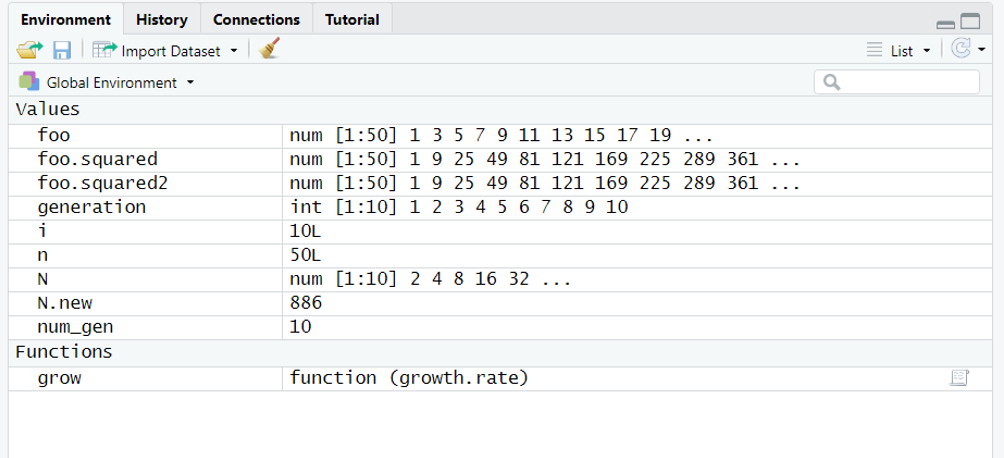 Environment History Connections Tutorial
Import Dataset List
Global Environment
Values
foo num [1:50] 1 3 5 7 9 11 13 15 17 19 ...
foo.squared num [1:50] 1 9 25 49 81 121 169 225 289 361 ...
foo.squared2 num [1:50] 1 9 25 49 81 121 169 225 289 361 ...
generation int [1:10] 1 2 3 4 5 6 7 8 9 10
i 10L
n 50L
N num [1:10] 2 4 8 16 32 ...
N.new 886
num_gen 10
Functions
grow function (growth.rate)